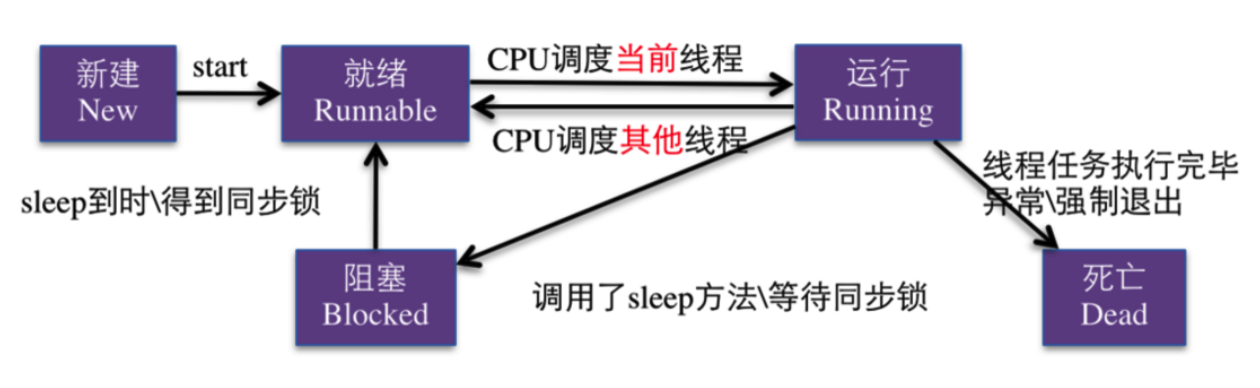 新建
New
start
就绪
Runnable
CPU调度当前线程
CPU调度其他线程
运行
Running
线程任务执行完毕
异常\强制退出
sleep到时\得到同步锁
阻塞
Blocked
调用了sleep方法\等待同步锁
死亡
Dead